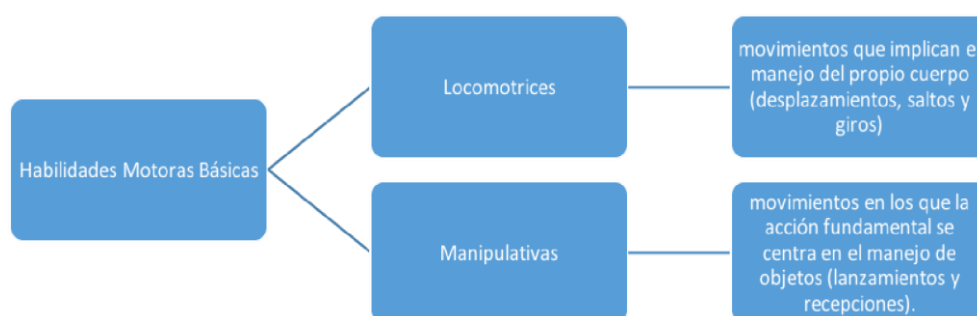 Habilidades Motoras Básicas
Locomotrices
movimientos que implican e
manejo del propio cuerpo
(desplazamientos, saltos y
giros)
Manipulativas
movimientos en los que la
acción fundamental se
centra en el manejo de
objetos (lanzamientos y
recepciones).